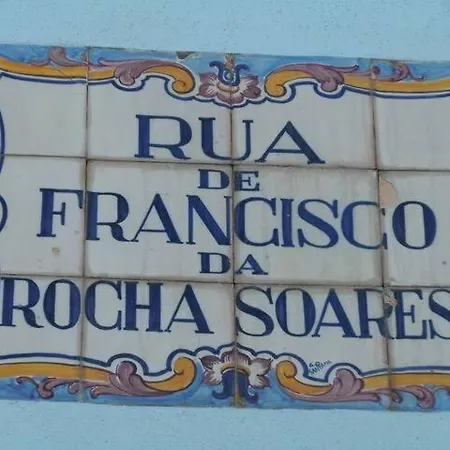 RUA
DE
FRANCISCO
DA
ROCHA SOARES